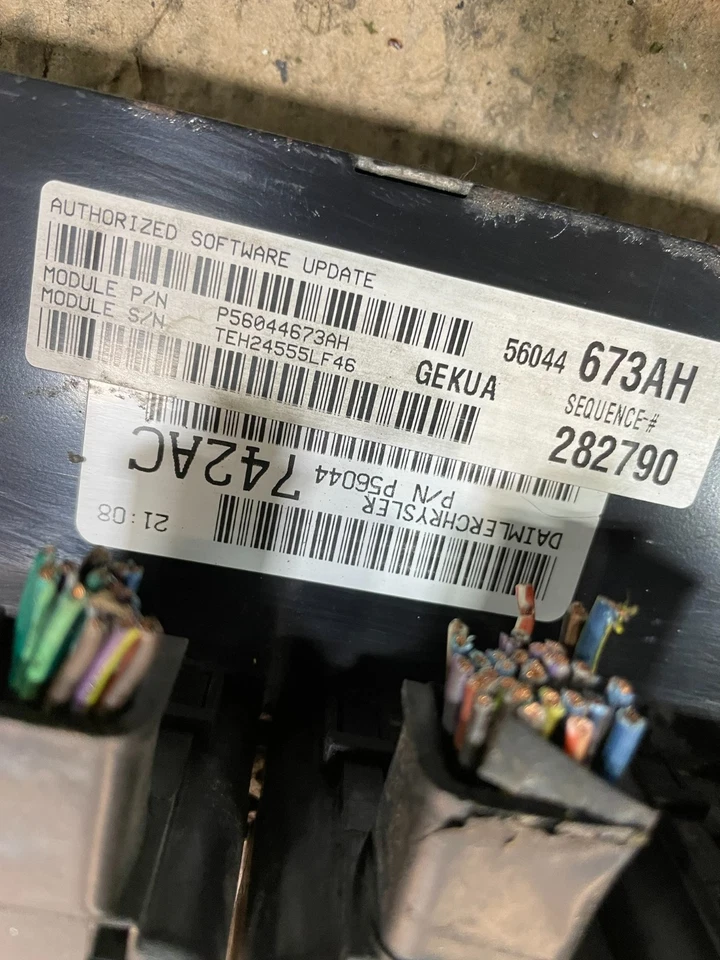 AUTHORIZED SOFTWARE UPDATE
MODULE P/N P56044673AH
MODULE S/N TEH24555LF46
GEKUA
56044 673AH
SEQUENCE-#
282790
DAIMLERCHRYSLER
P/N P56044 742AC
21:08